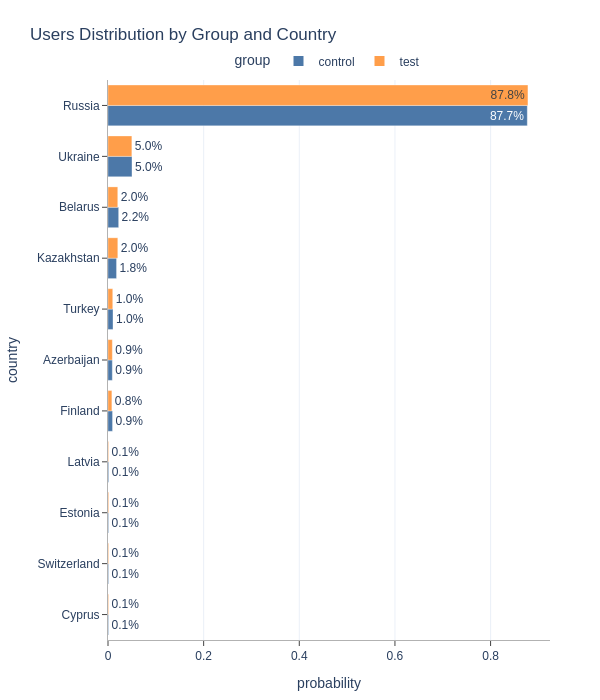 Users Distribution by Group and Country
group control test
Russia 87.8%
87.7%
Ukraine 5.0%
5.0%
Belarus 2.0%
2.2%
Kazakhstan 2.0%
1.8%
Turkey 1.0%
1.0%
Azerbaijan 0.9%
0.9%
Finland 0.8%
0.9%
Latvia 0.1%
0.1%
Estonia 0.1%
0.1%
Switzerland 0.1%
0.1%
Cyprus 0.1%
0.1%
country
0 0.2 0.4 0.6 0.8
probability